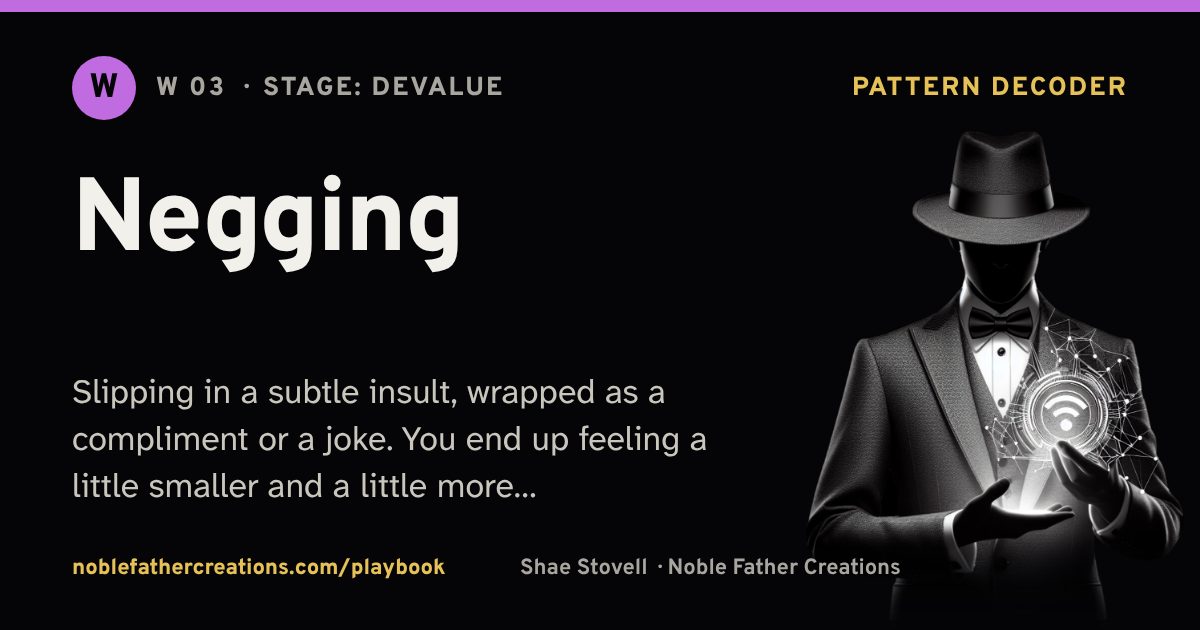 W
W 03 · STAGE: DEVALUE
PATTERN DECODER
Negging
Slipping in a subtle insult, wrapped as a
compliment or a joke. You end up feeling a
little smaller and a little more...
noblefathercreations.com/playbook
Shae Stovell · Noble Father Creations